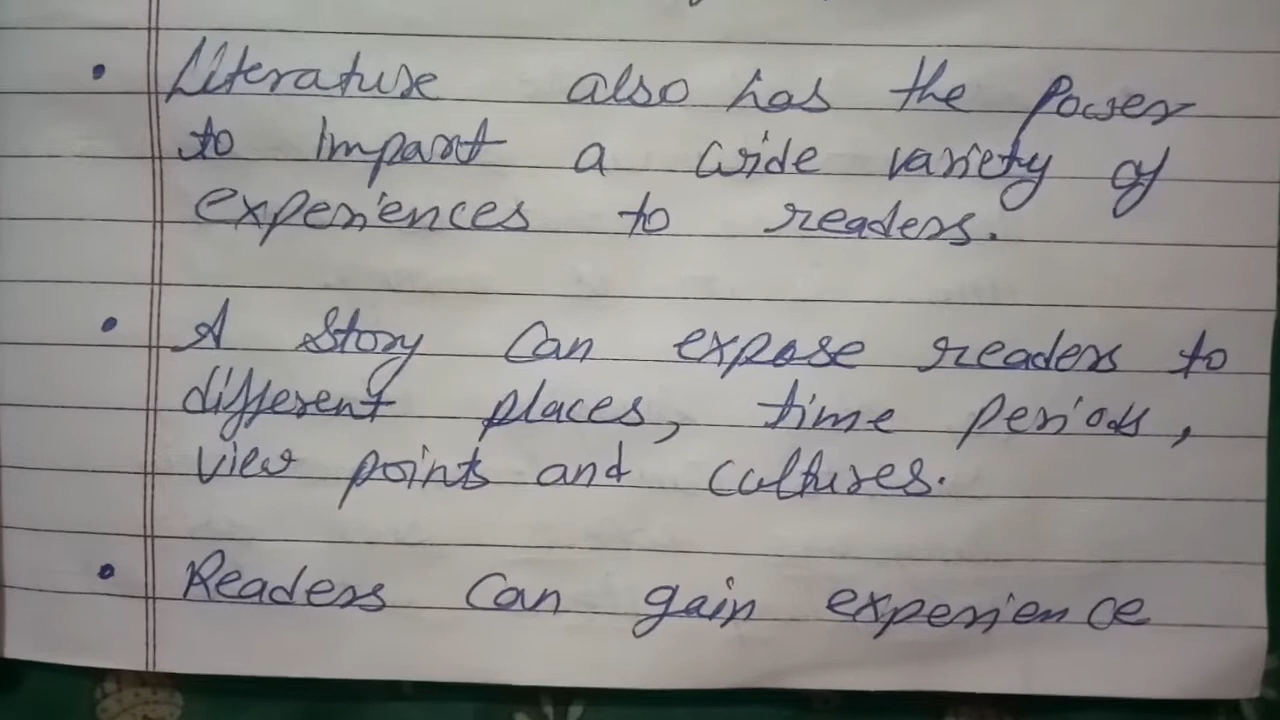 • Literature also has the Power
to impart a wide variety of
experiences to readers.
• A Story Can expose readers to
different places, time periods,
view points and cultures.
• Readers Can gain experience